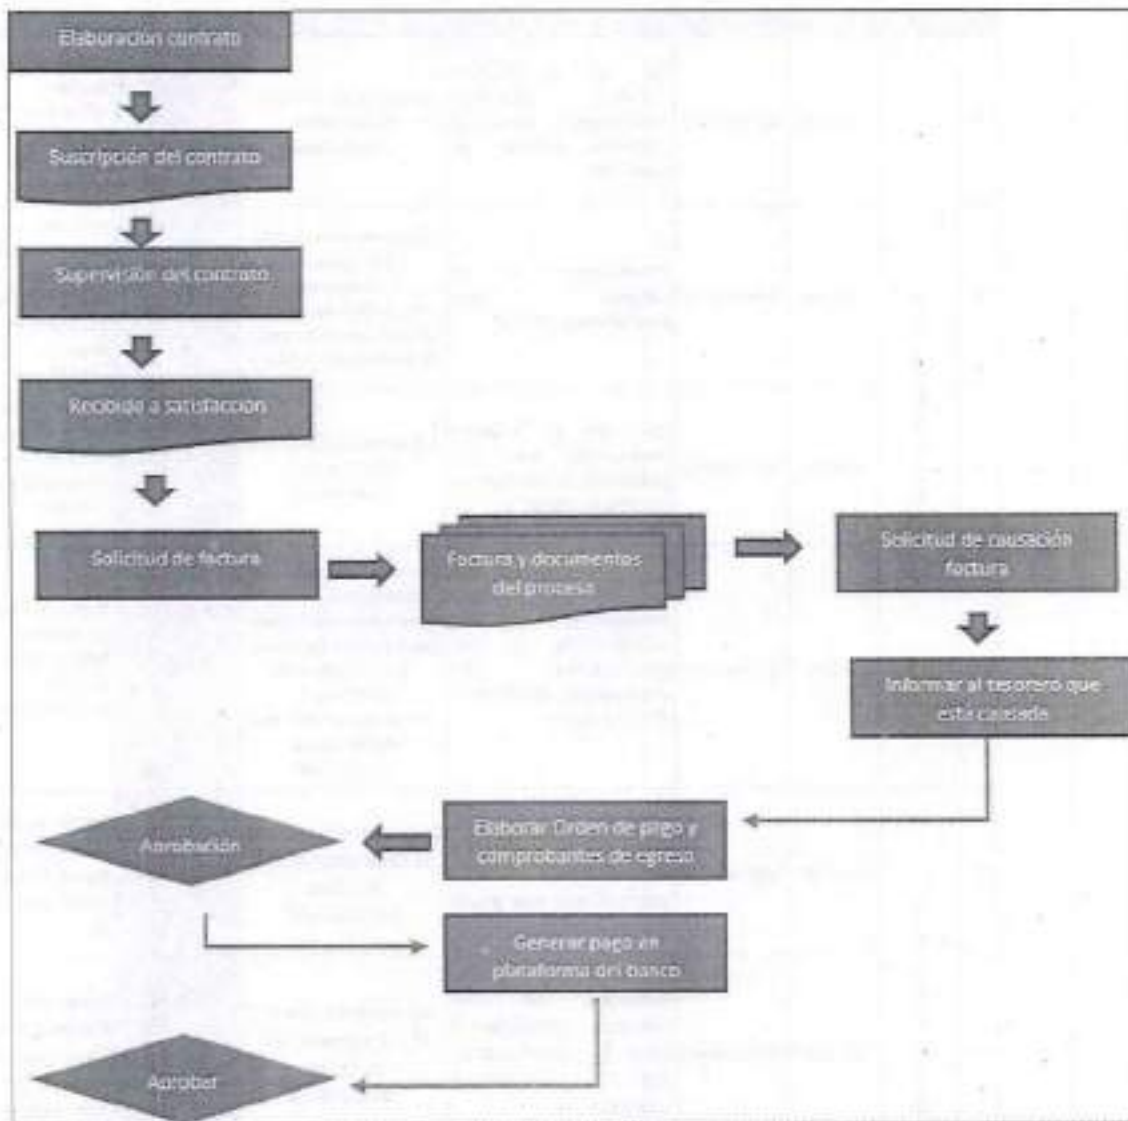 Elaboración contrato
Suscripción del contrato
Supervisión del contrato
Recibido a satisfacción
Solicitud de factura
Factura y documentos
del proceso
Solicitud de causación
factura
Informar al tesorero que
esta causada
Elaborar Orden de pago y
comprobantes de egreso
Aprobación
Generar pago en
plataforma del banco
Aprobar